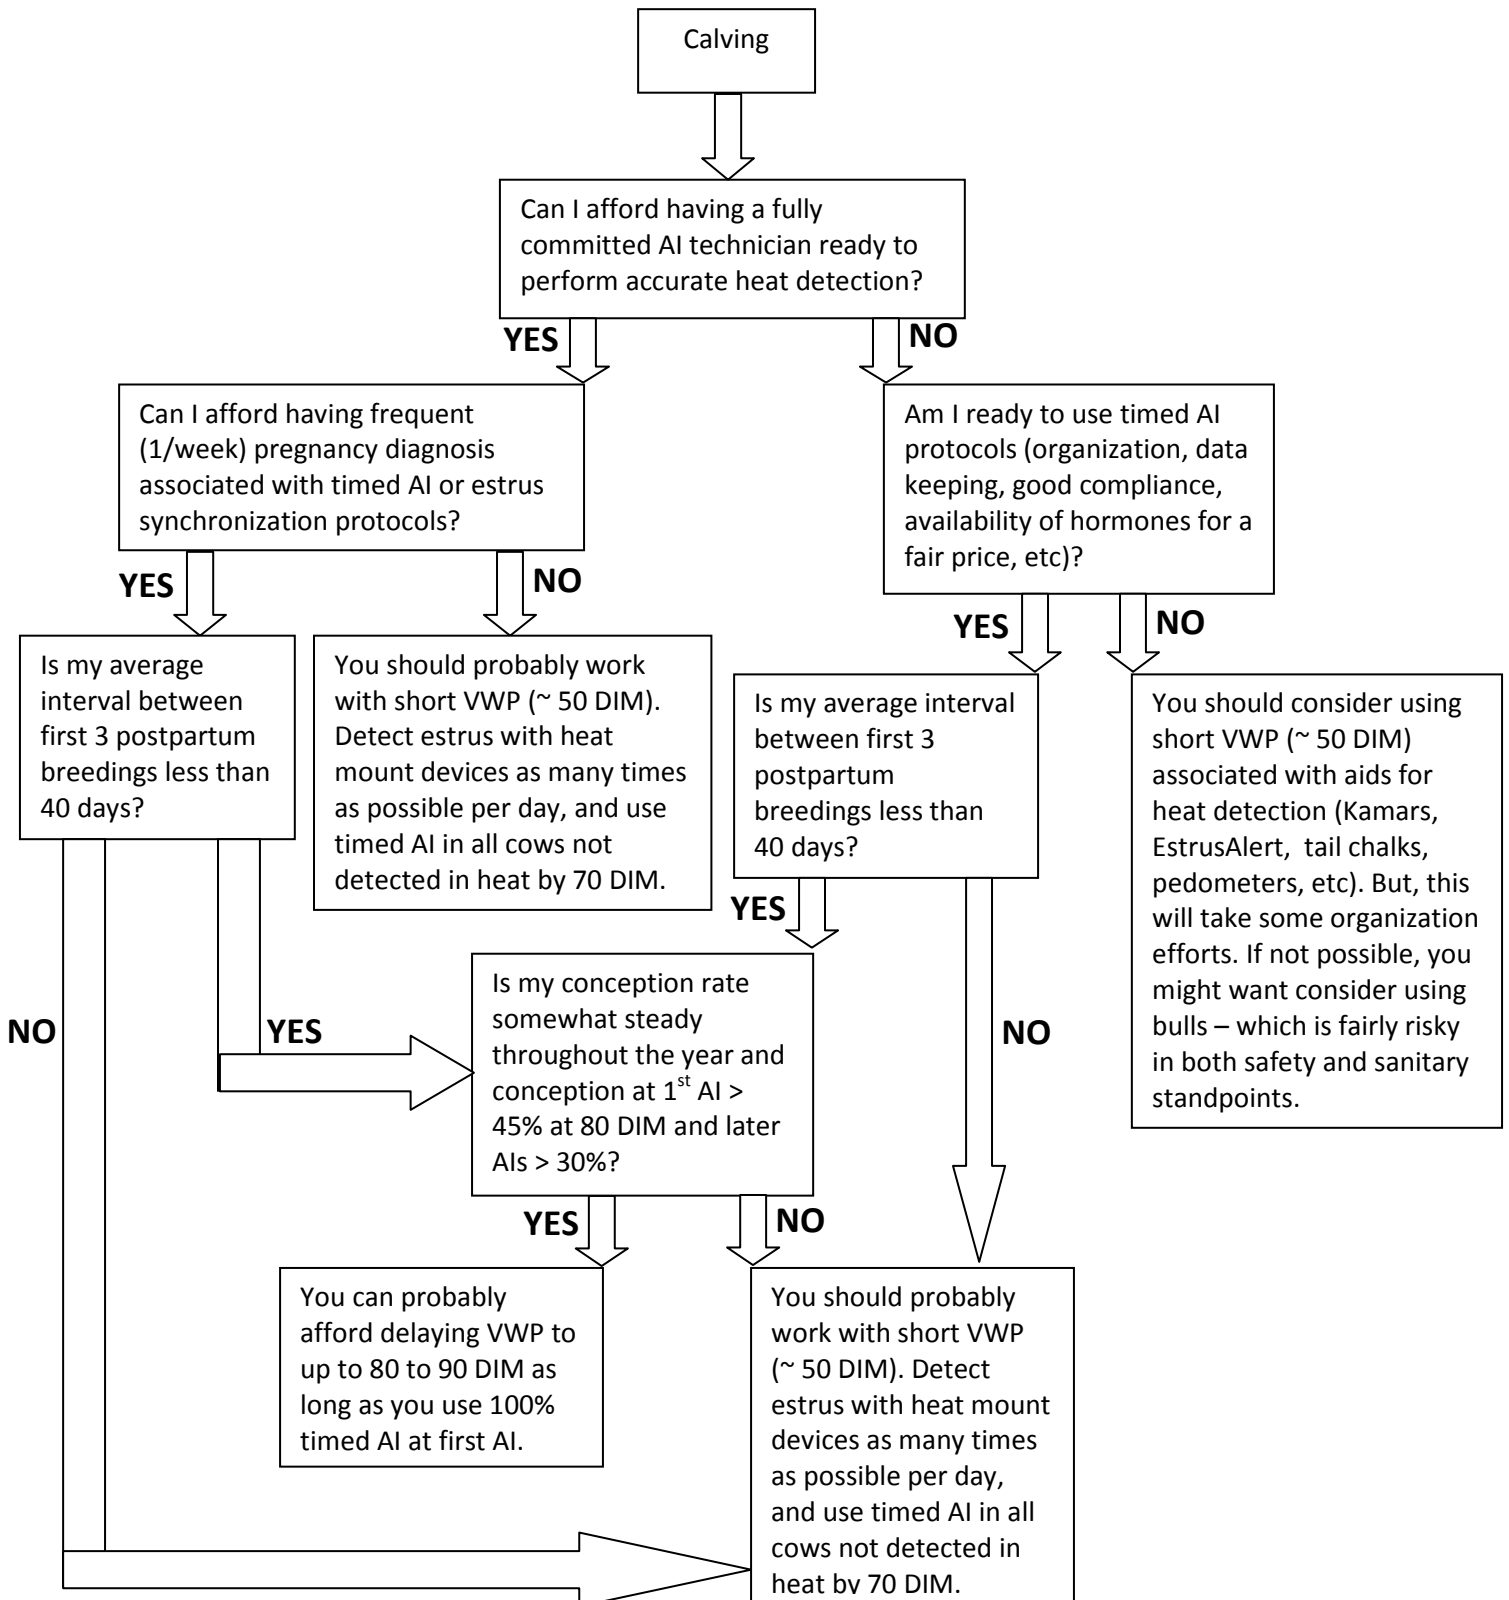 Calving
Can I afford having a fully
committed AI technician ready to
perform accurate heat detection?
YES
NO
Can I afford having frequent
(1/week) pregnancy diagnosis
associated with timed AI or estrus
synchronization protocols?
Am I ready to use timed AI
protocols (organization, data
keeping, good compliance,
availability of hormones for a
fair price, etc)?
YES
NO
YES
NO
Is my average
interval between
first 3 postpartum
breedings less than
40 days?
You should probably work
with short VWP (~ 50 DIM).
Detect estrus with heat
mount devices as many times
as possible per day, and use
timed AI in all cows not
detected in heat by 70 DIM.
Is my average interval
between first 3
postpartum
breedings less than
40 days?
You should consider using
short VWP (~ 50 DIM)
associated with aids for
heat detection (Kamars,
EstrusAlert,  tail chalks,
pedometers, etc). But, this
will take some organization
efforts. If not possible, you
might want consider using
bulls – which is fairly risky
in both safety and sanitary
standpoints.
YES
NO
YES
NO
Is my conception rate
somewhat steady
throughout the year and
conception at 1st AI >
45% at 80 DIM and later
AIs > 30%?
YES
NO
You can probably
afford delaying VWP to
up to 80 to 90 DIM as
long as you use 100%
timed AI at first AI.
You should probably
work with short VWP
(~ 50 DIM). Detect
estrus with heat mount
devices as many times
as possible per day,
and use timed AI in all
cows not detected in
heat by 70 DIM.